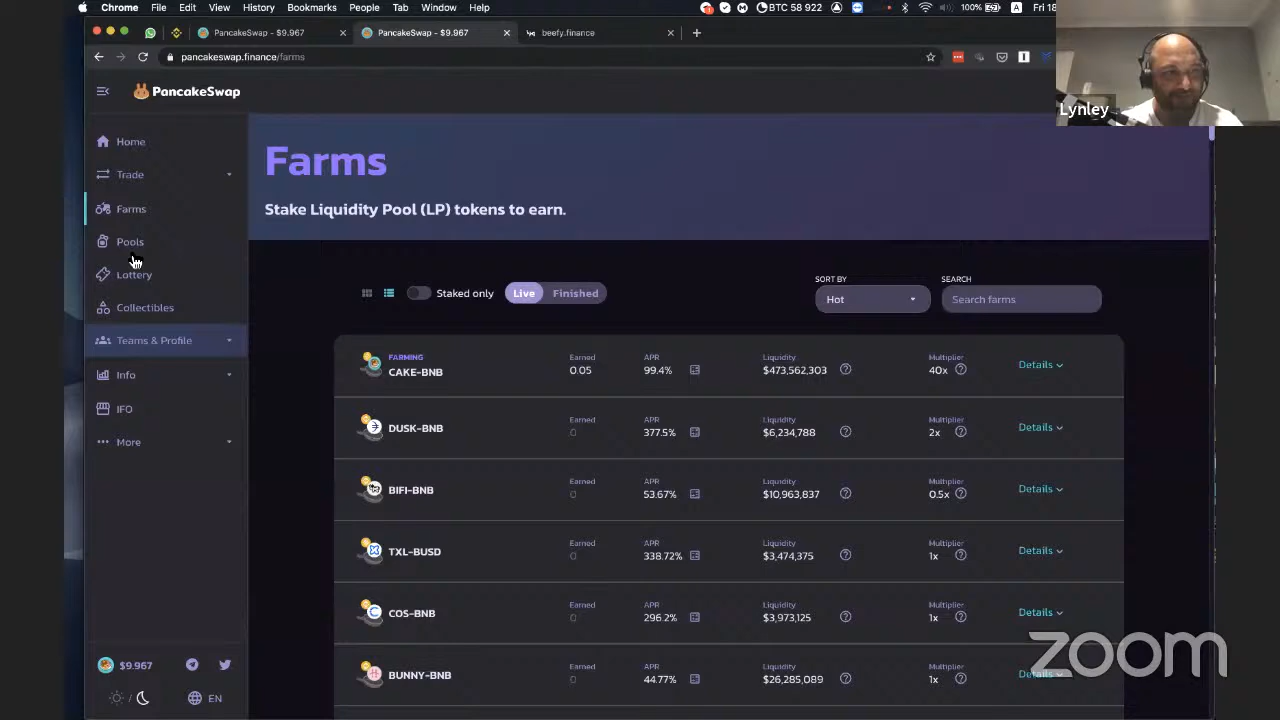 Chrome File Edit View History Bookmarks People Tab Window Help BTC 58 922 100% A Fri 18
PancakeSwap - $9.967 PancakeSwap - $9.967 beefy.finance
pancakeswap.finance/farms
PancakeSwap
Lynley
Home
Trade
Farms
Pools
Lottery
Collectibles
Teams & Profile
Info
IFO
More
$9.967
EN
Farms
Stake Liquidity Pool (LP) tokens to earn.
Staked only Live Finished
SORT BY
Hot
SEARCH
Search farms
FARMING
CAKE-BNB
Earned
0.05
APR
99.4%
Liquidity
$473,562,303
Multiplier
40x
Details
DUSK-BNB
Earned
0
APR
377.5%
Liquidity
$6,234,788
Multiplier
2x
Details
BIFI-BNB
Earned
0
APR
53.67%
Liquidity
$10,963,837
Multiplier
0.5x
Details
TXL-BUSD
Earned
0
APR
338.72%
Liquidity
$3,474,375
Multiplier
1x
Details
COS-BNB
Earned
0
APR
296.2%
Liquidity
$3,973,125
Multiplier
1x
Details
BUNNY-BNB
Earned
0
APR
44.77%
Liquidity
$26,285,089
Multiplier
1x
Details
zoom